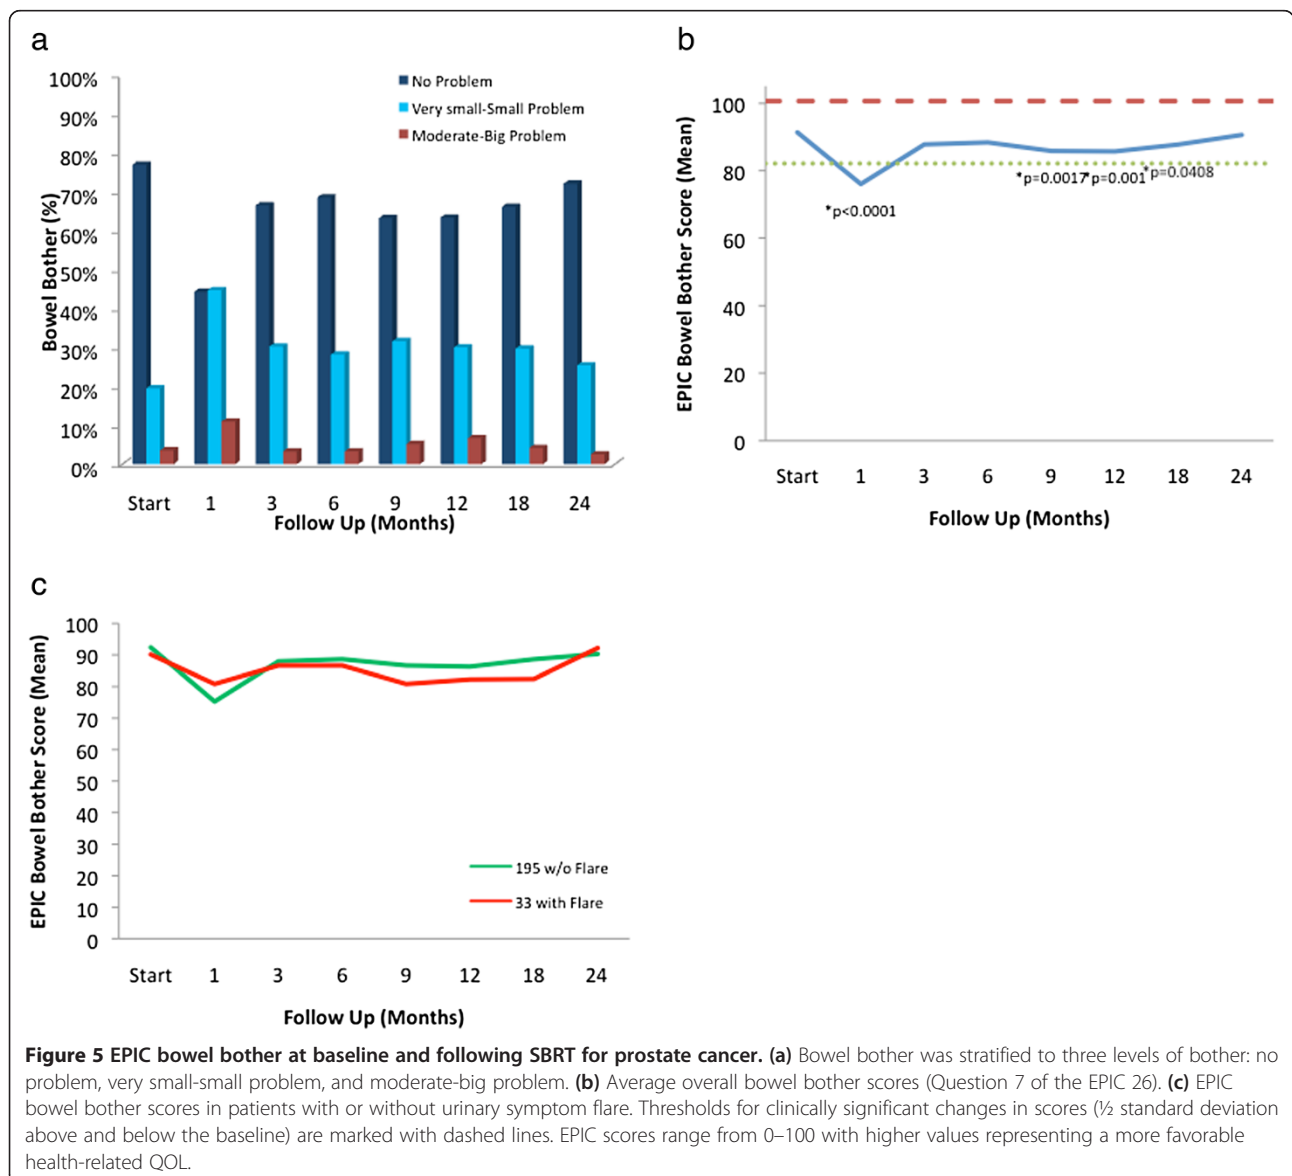 a
100%
90%
80%
70%
60%
50%
40%
30%
20%
10%
0%
Bowel Bother (%)
No Problem
Very small-Small Problem
Moderate-Big Problem
Start 1 3 6 9 12 18 24
Follow Up (Months)
b
100
80
60
40
20
0
EPIC Bowel Bother Score (Mean)
*p<0.0001
*p=0.0017 *p=0.001 *p=0.0408
Start 1 3 6 9 12 18 24
Follow Up (Months)
c
100
90
80
70
60
50
40
30
20
10
0
EPIC Bowel Bother Score (Mean)
195 w/o Flare
33 with Flare
Start 1 3 6 9 12 18 24
Follow Up (Months)
Figure 5 EPIC bowel bother at baseline and following SBRT for prostate cancer. (a) Bowel bother was stratified to three levels of bother: no
problem, very small-small problem, and moderate-big problem. (b) Average overall bowel bother scores (Question 7 of the EPIC 26). (c) EPIC
bowel bother scores in patients with or without urinary symptom flare. Thresholds for clinically significant changes in scores (½ standard deviation
above and below the baseline) are marked with dashed lines. EPIC scores range from 0–100 with higher values representing a more favorable
health-related QOL.